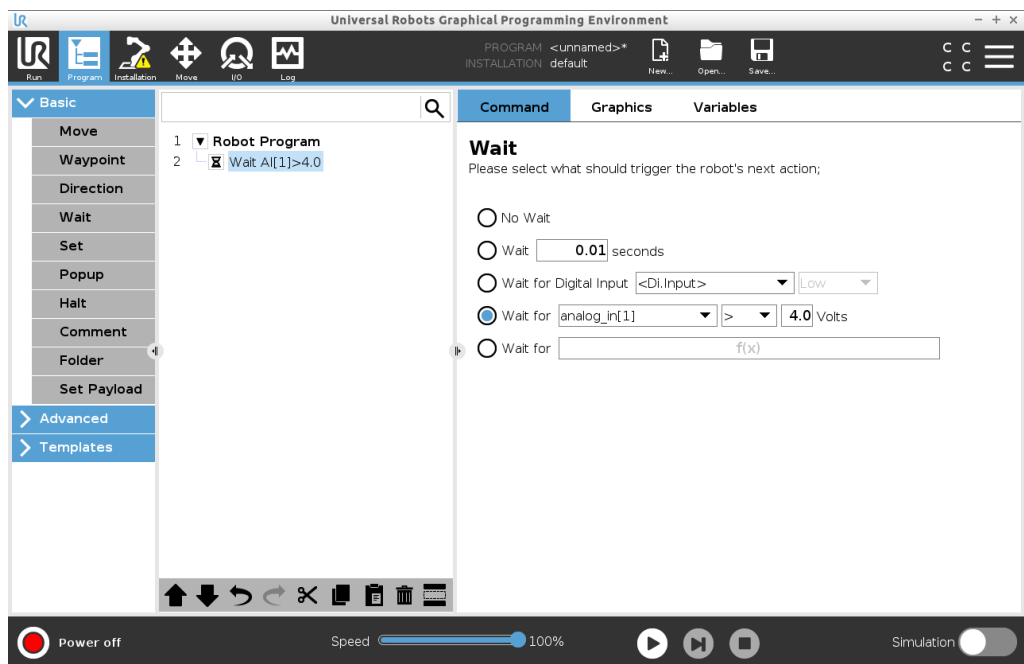 Universal Robots Graphical Programming Environment
UR
Run
Program
Installation
Move
I/O
Log
PROGRAM <unnamed>*
INSTALLATION default
New...
Open...
Save...
C C
C C
Basic
Move
Waypoint
Direction
Wait
Set
Popup
Halt
Comment
Folder
Set Payload
Advanced
Templates
1 Robot Program
2 Wait AI[1]>4.0
Command Graphics Variables
Wait
Please select what should trigger the robot's next action;
No Wait
Wait 0.01 seconds
Wait for Digital Input <Di.Input> Low
Wait for analog_in[1] > 4.0 Volts
Wait for f(x)
Power off
Speed 100%
Simulation